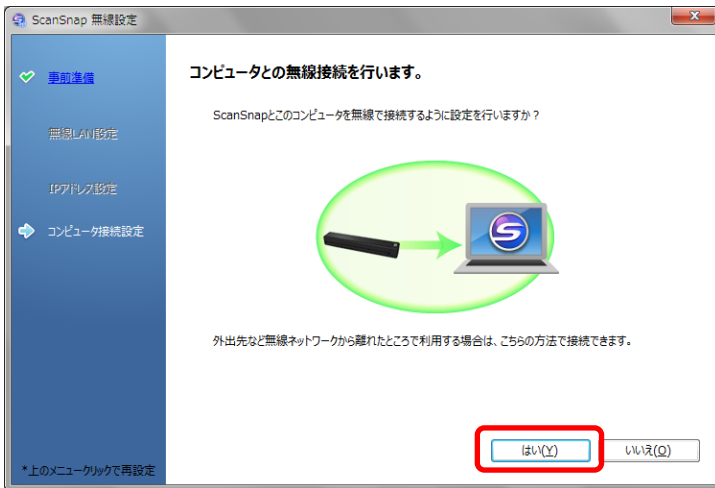 ScanSnap 無線設定
事前準備
無線LAN設定
IPアドレス設定
コンピュータ接続設定
*上のメニュークリックで再設定
コンピュータとの無線接続を行います。
ScanSnapとこのコンピュータを無線で接続するように設定を行いますか？
S
外出先など無線ネットワークから離れたところで利用する場合は、こちらの方法で接続できます。
はい(Y)
いいえ(O)